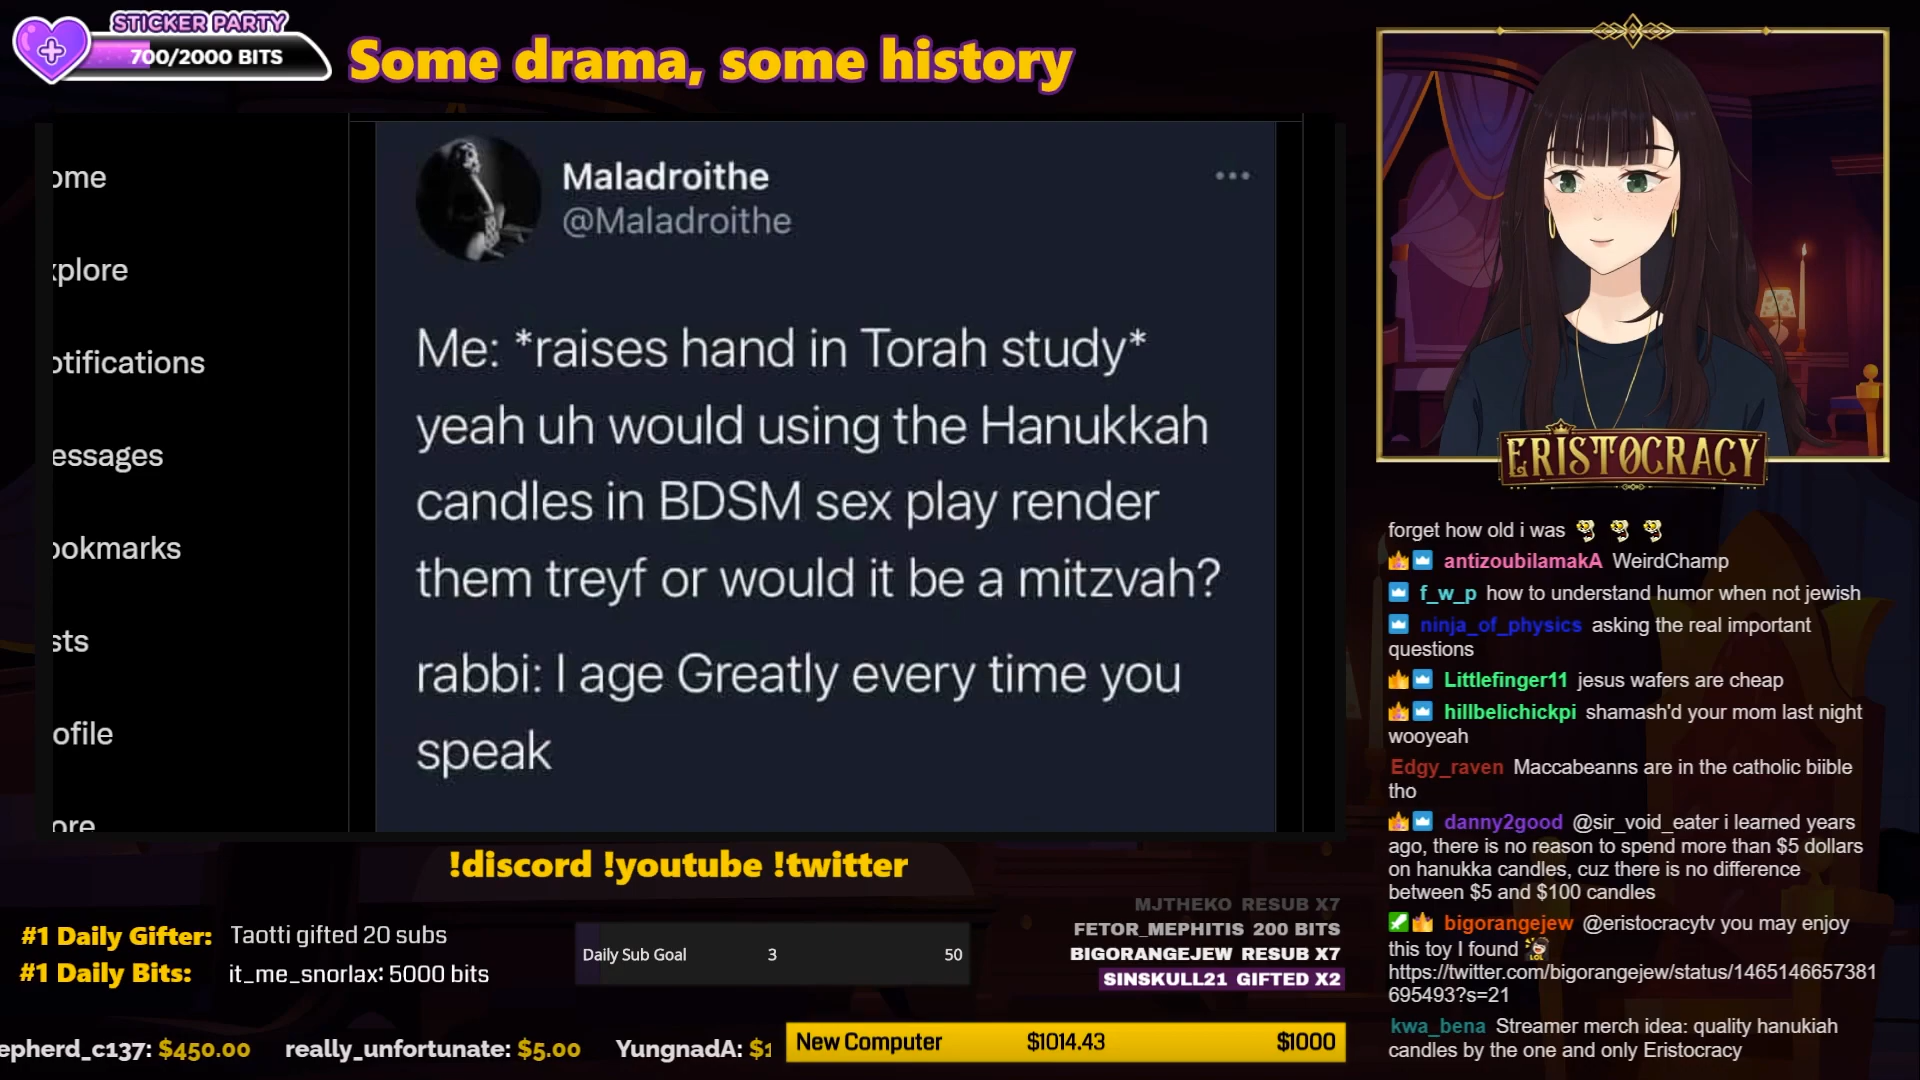 STICKER PARTY
700/2000 BITS
Some drama, some history
ome
xplore
otifications
essages
ookmarks
sts
ofile
ore
Maladroithe
@Maladroithe
Me: *raises hand in Torah study*
yeah uh would using the Hanukkah
candles in BDSM sex play render
them treyf or would it be a mitzvah?
rabbi: I age Greatly every time you
speak
ERISTOCRACY
forget how old i was
antizoubilamakA WeirdChamp
f_w_p how to understand humor when not jewish
ninja_of_physics asking the real important
questions
Littlefinger11 jesus wafers are cheap
hillbelichickpi shamash'd your mom last night
wooyeah
Edgy_raven Maccabeanns are in the catholic biible
tho
danny2good @sir_void_eater i learned years
ago, there is no reason to spend more than $5 dollars
on hanukka candles, cuz there is no difference
between $5 and $100 candles
bigorangejew @eristocracytv you may enjoy
this toy I found LOL
https://twitter.com/bigorangejew/status/1465146657381
695493?s=21
kwa_bena Streamer merch idea: quality hanukiah
candles by the one and only Eristocracy
!discord !youtube !twitter
#1 Daily Gifter: Taotti gifted 20 subs
#1 Daily Bits: it_me_snorlax: 5000 bits
Daily Sub Goal 3 50
MJTHEKO RESUB X7
FETOR_MEPHITIS 200 BITS
BIGORANGEJEW RESUB X7
SINSKULL21 GIFTED X2
epherd_c137: $450.00 really_unfortunate: $5.00 YungnadA: $1
New Computer $1014.43 $1000